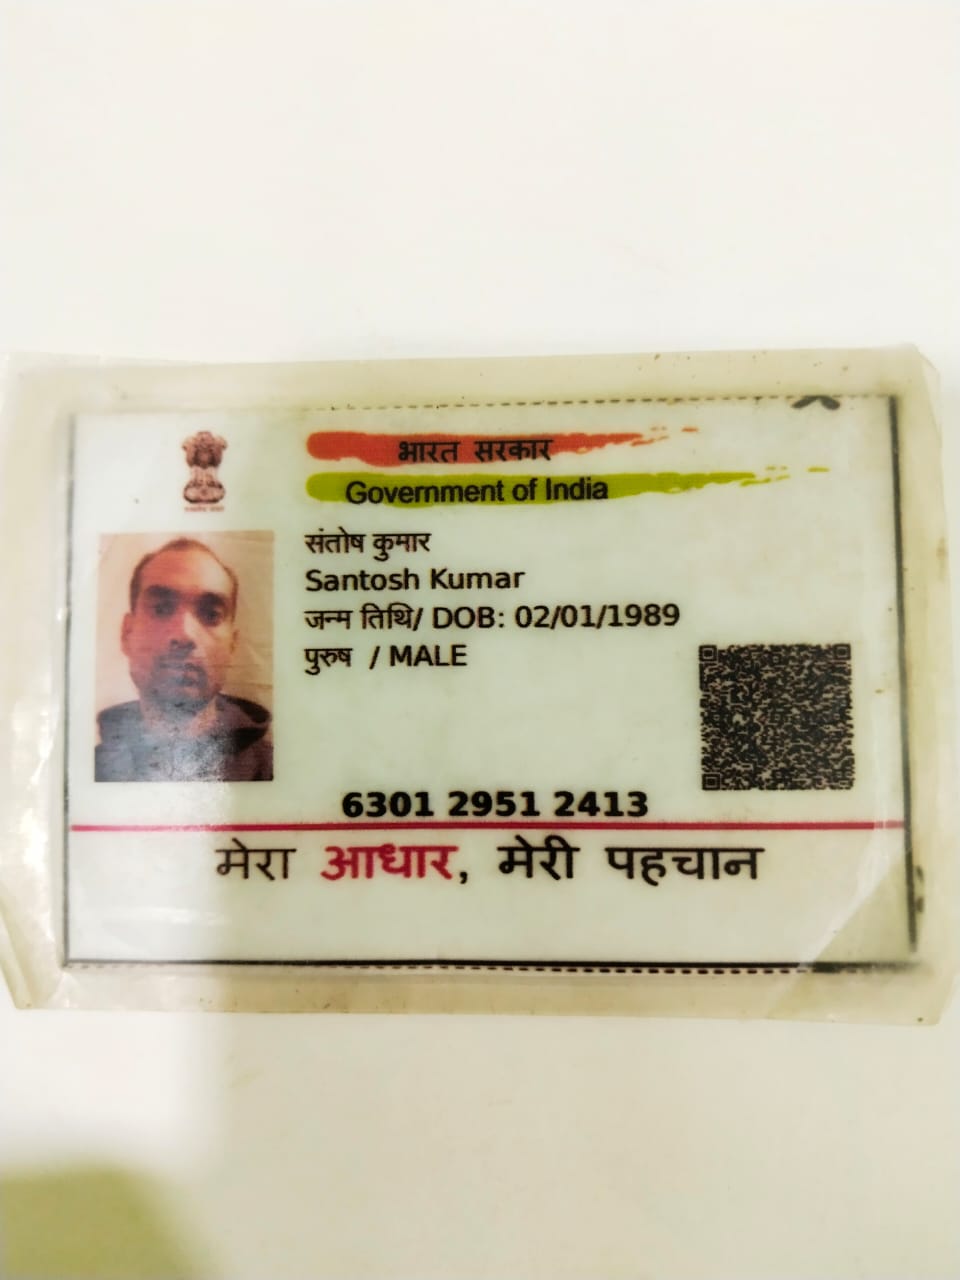 भारत सरकार
Government of India
संतोष कुमार
Santosh Kumar
जन्म तिथि/ DOB: 02/01/1989
पुरुष / MALE
6301 2951 2413
मेरा आधार, मेरी पहचान